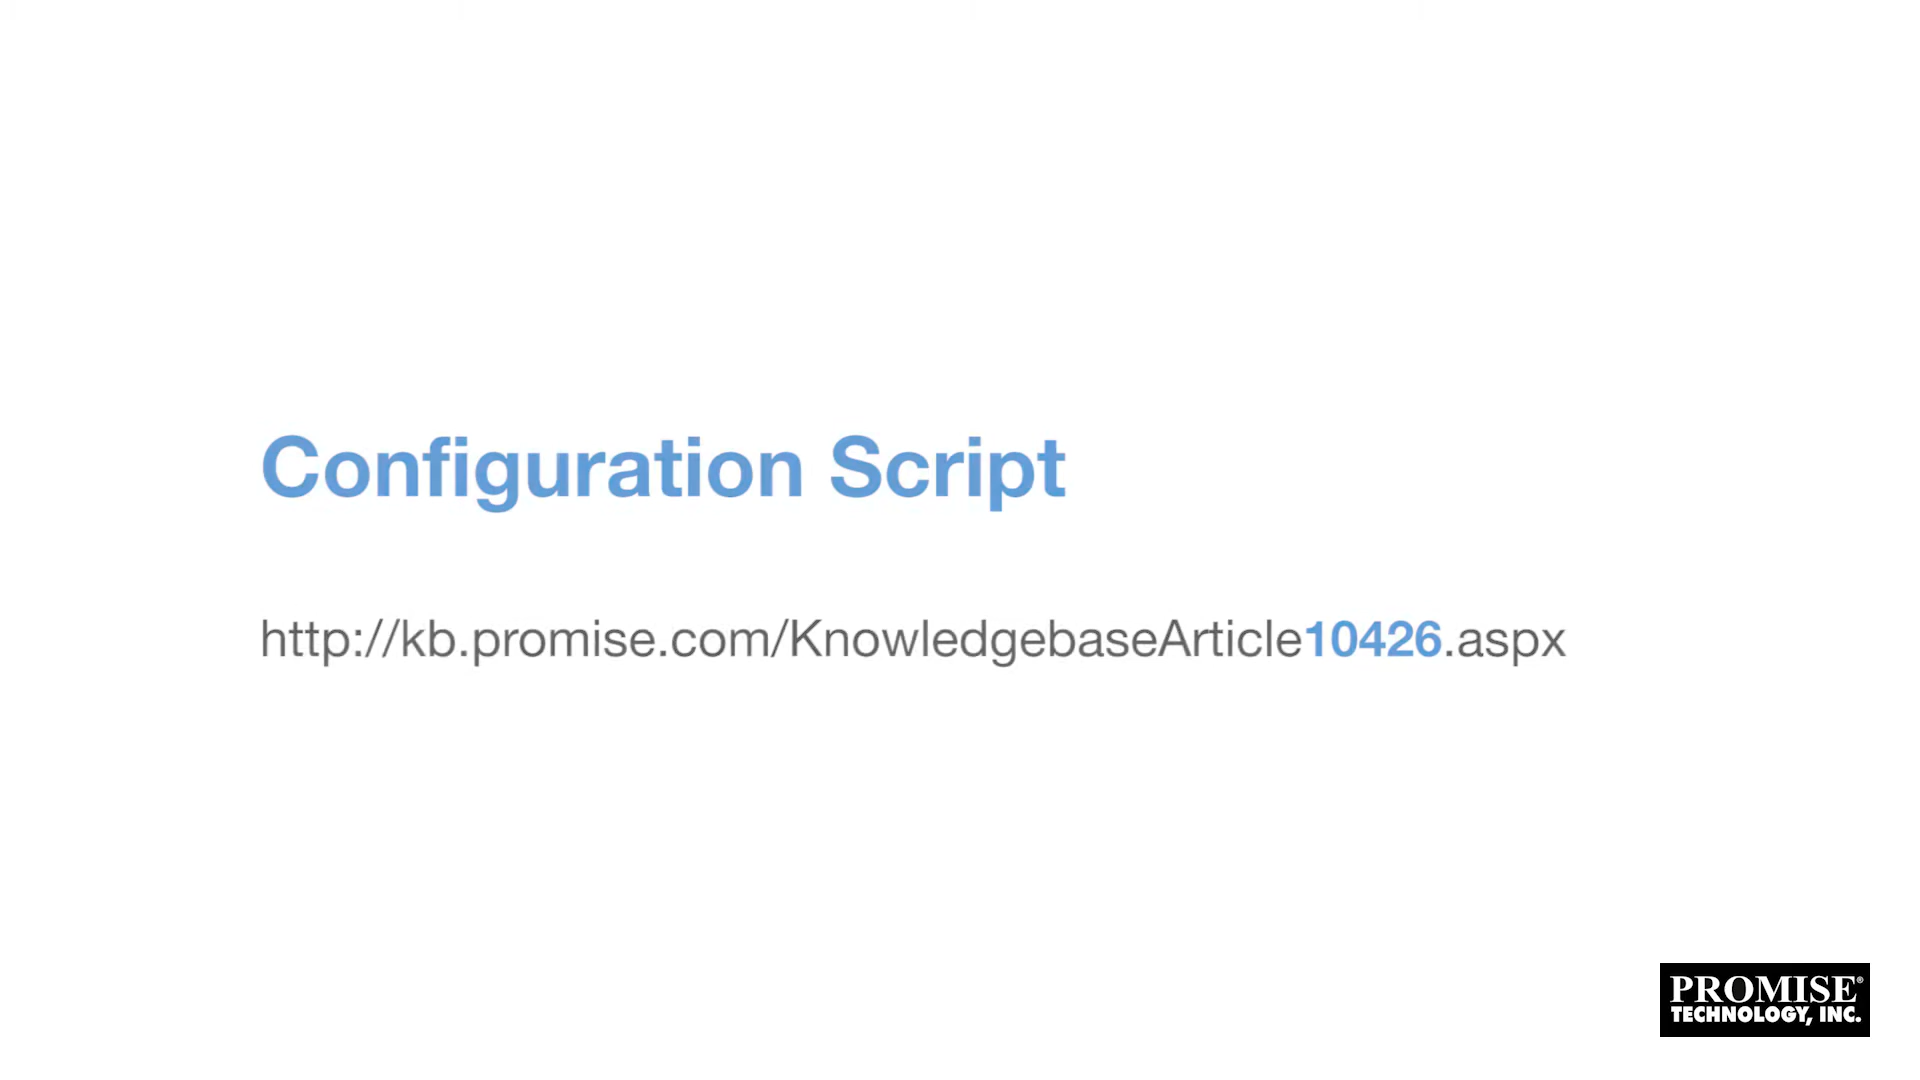 Configuration Script
http://kb.promise.com/KnowledgebaseArticle10426.aspx
PROMISE®
TECHNOLOGY, INC.